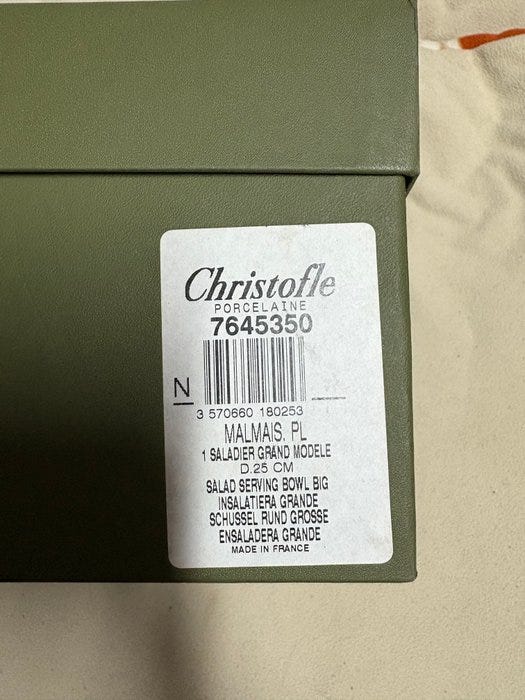 Christofle
PORCELAINE
7645350
N
3 570660 180253
MALMAIS. PL
1 SALADIER GRAND MODELE
D.25 CM
SALAD SERVING BOWL BIG
INSALATIERA GRANDE
SCHUSSEL RUND GROSSE
ENSALADERA GRANDE
MADE IN FRANCE